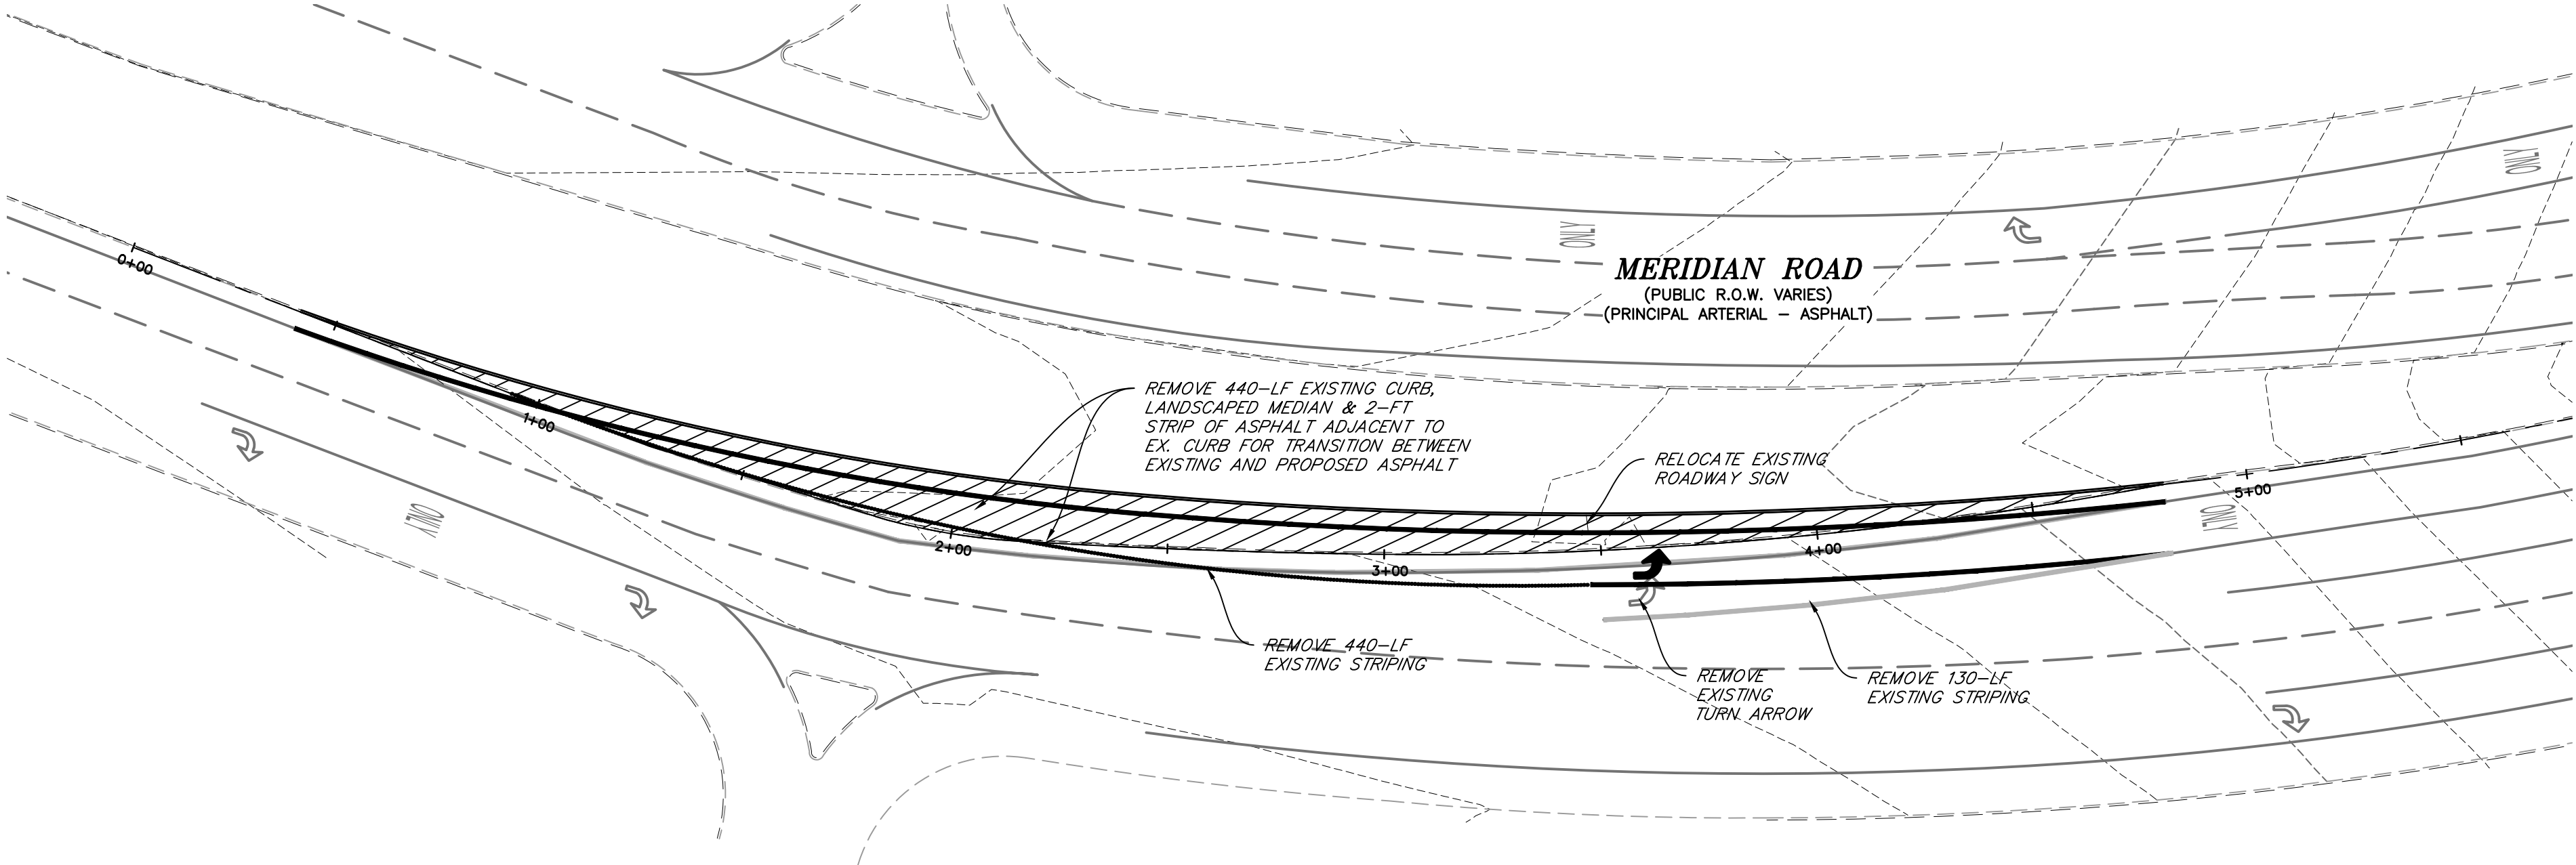 ONLY
ONLY
MERIDIAN ROAD
(PUBLIC R.O.W. VARIES)
(PRINCIPAL ARTERIAL - ASPHALT)
0+00
REMOVE 440-LF EXISTING CURB,
LANDSCAPED MEDIAN & 2-FT
STRIP OF ASPHALT ADJACENT TO
EX. CURB FOR TRANSITION BETWEEN
EXISTING AND PROPOSED ASPHALT
1+00
RELOCATE EXISTING
ROADWAY SIGN
5+00
ONLY
ONLY
2+00
4+00
3+00
REMOVE 440-LF
EXISTING STRIPING
REMOVE
EXISTING
TURN ARROW
REMOVE 130-LF
EXISTING STRIPING